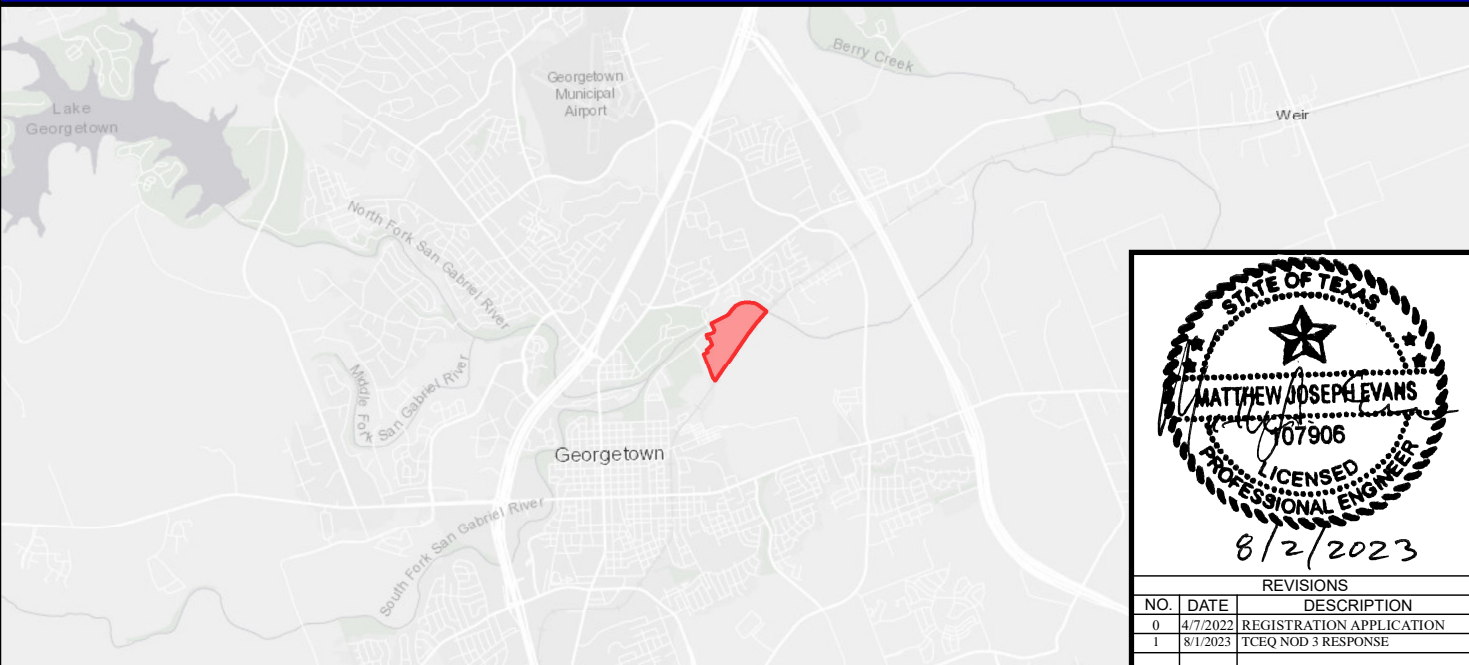 Lake
Georgetown
Georgetown
Municipal
Airport
Berry Creek
Weir
North Fork San Gabriel River
Middle Fork San Gabriel River
Georgetown
South Fork San Gabriel River
STATE OF TEXAS
MATTHEW JOSEPH EVANS
107906
LICENSED
PROFESSIONAL ENGINEER
8/2/2023
REVISIONS
NO. DATE DESCRIPTION
0 4/7/2022 REGISTRATION APPLICATION
1 8/1/2023 TCEQ NOD 3 RESPONSE